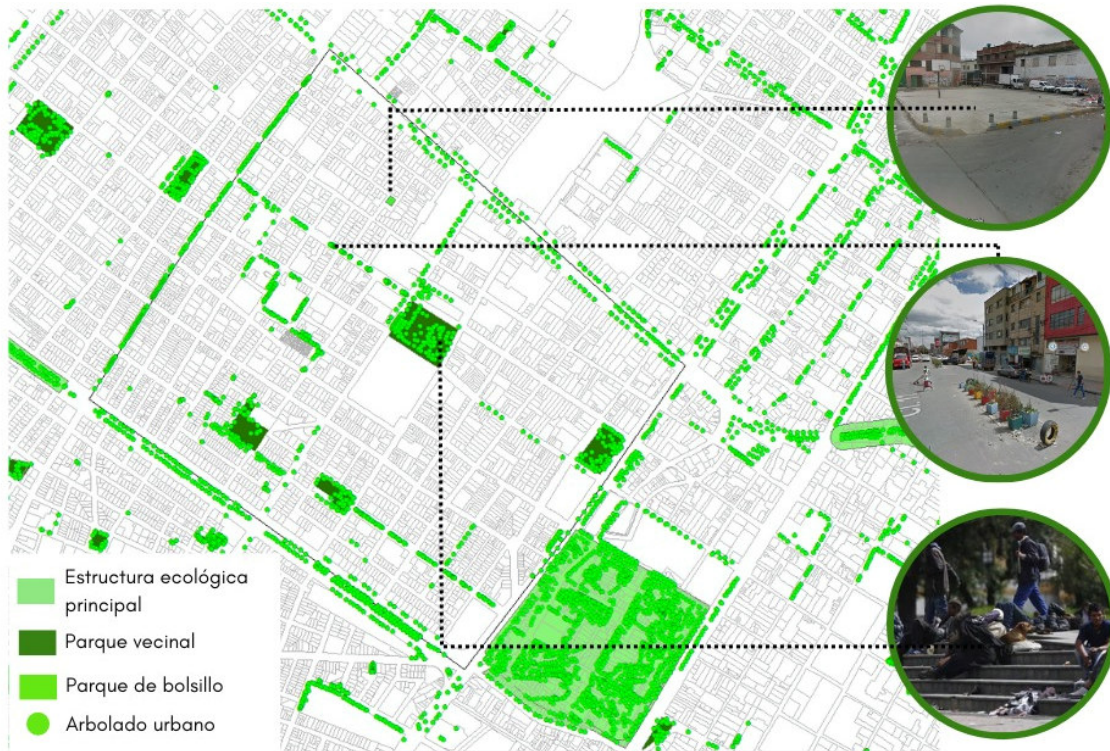 Estructura ecológica
principal
Parque vecinal
Parque de bolsillo
Arbolado urbano